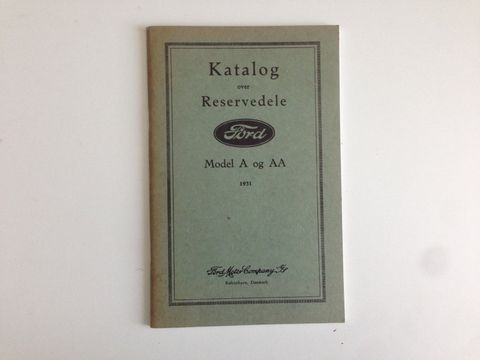 Katalog
over
Reservedele
Ford
Model A og AA
1931
Ford Motor Company A/S
København, Danmark